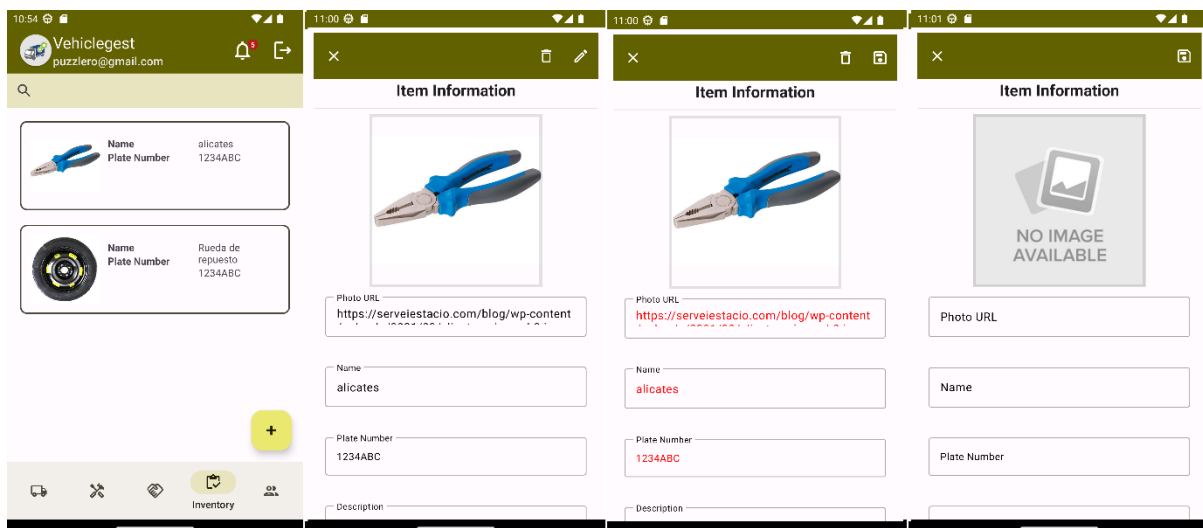 10:54
Vehiclegest
puzzlero@gmail.com
5
Name alicates
Plate Number 1234ABC
Name Rueda de
repuesto
Plate Number 1234ABC
+
Inventory
11:00
Item Information
Photo URL
https://serveiestacio.com/blog/wp-content
Name
alicates
Plate Number
1234ABC
Description
11:00
Item Information
Photo URL
https://serveiestacio.com/blog/wp-content
Name
alicates
Plate Number
1234ABC
Description
11:01
Item Information
NO IMAGE
AVAILABLE
Photo URL
Name
Plate Number